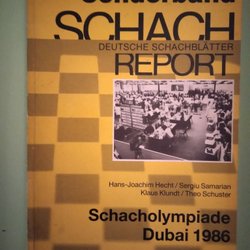 Sonderband
SCHACH
DEUTSCHE SCHACHBLÄTTER
REPORT
Hans-Joachim Hecht / Sergiu Samarian
Klaus Klundt / Theo Schuster
Schacholympiade
Dubai 1986